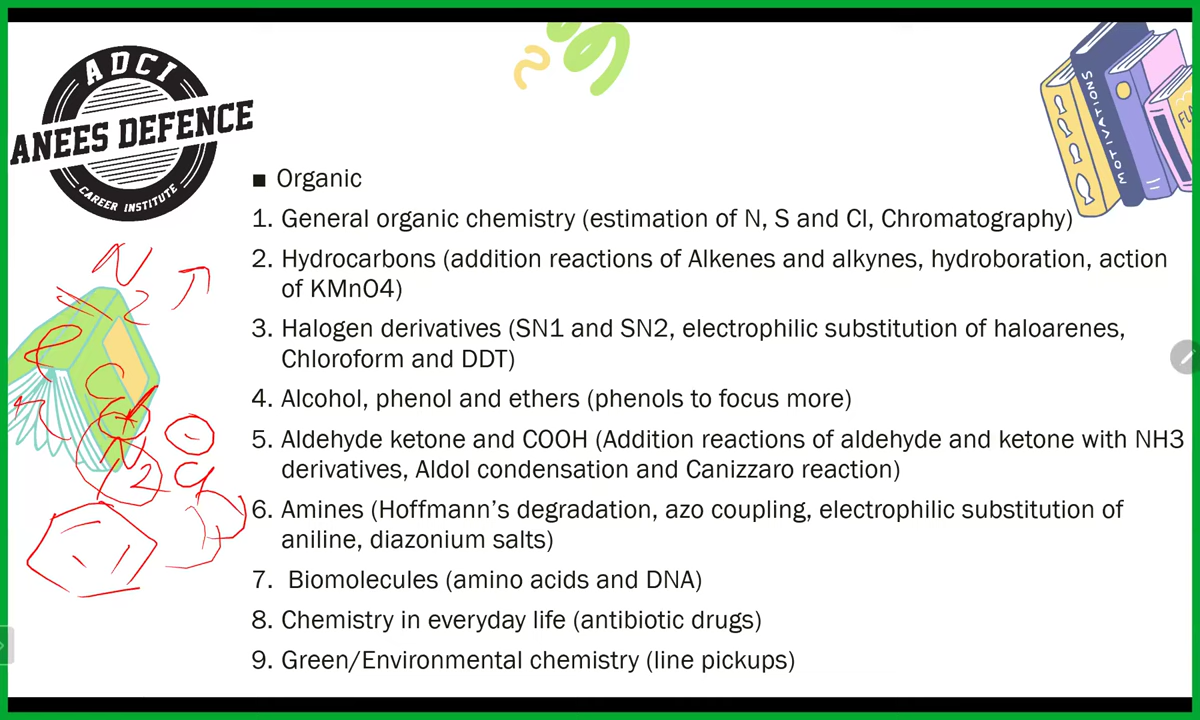 ADCI
ANEES DEFENCE
CAREER INSTITUTE
MOTIVATIONS
■ Organic
1. General organic chemistry (estimation of N, S and Cl, Chromatography)
2. Hydrocarbons (addition reactions of Alkenes and alkynes, hydroboration, action
of KMnO4)
3. Halogen derivatives (SN1 and SN2, electrophilic substitution of haloarenes,
Chloroform and DDT)
4. Alcohol, phenol and ethers (phenols to focus more)
5. Aldehyde ketone and COOH (Addition reactions of aldehyde and ketone with NH3
derivatives, Aldol condensation and Canizzaro reaction)
6. Amines (Hoffmann’s degradation, azo coupling, electrophilic substitution of
aniline, diazonium salts)
7. Biomolecules (amino acids and DNA)
8. Chemistry in everyday life (antibiotic drugs)
9. Green/Environmental chemistry (line pickups)
N2